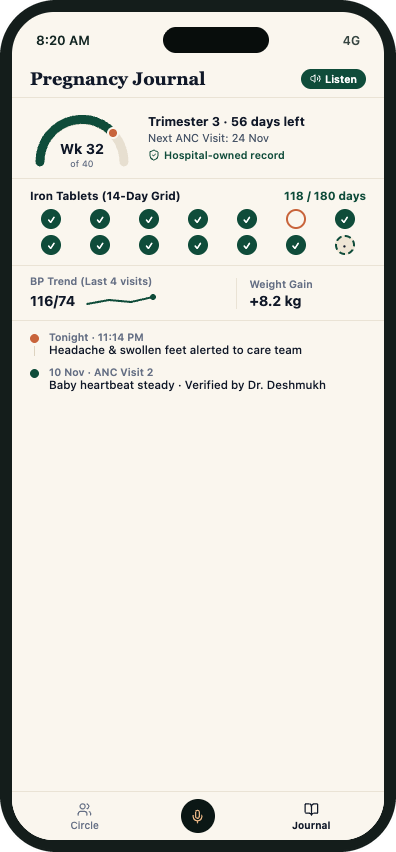 8:20 AM
4G
Pregnancy Journal
Listen
Wk 32
of 40
Trimester 3 · 56 days left
Next ANC Visit: 24 Nov
Hospital-owned record
Iron Tablets (14-Day Grid)
118 / 180 days
BP Trend (Last 4 visits)
116/74
Weight Gain
+8.2 kg
Tonight · 11:14 PM
Headache & swollen feet alerted to care team
10 Nov · ANC Visit 2
Baby heartbeat steady · Verified by Dr. Deshmukh
Circle
Journal